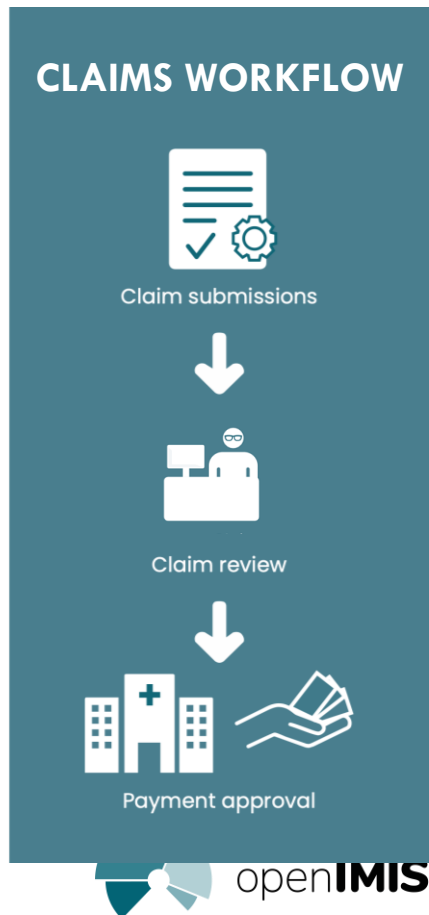 CLAIMS WORKFLOW
Claim submissions
Claim review
Payment approval
openIMIS